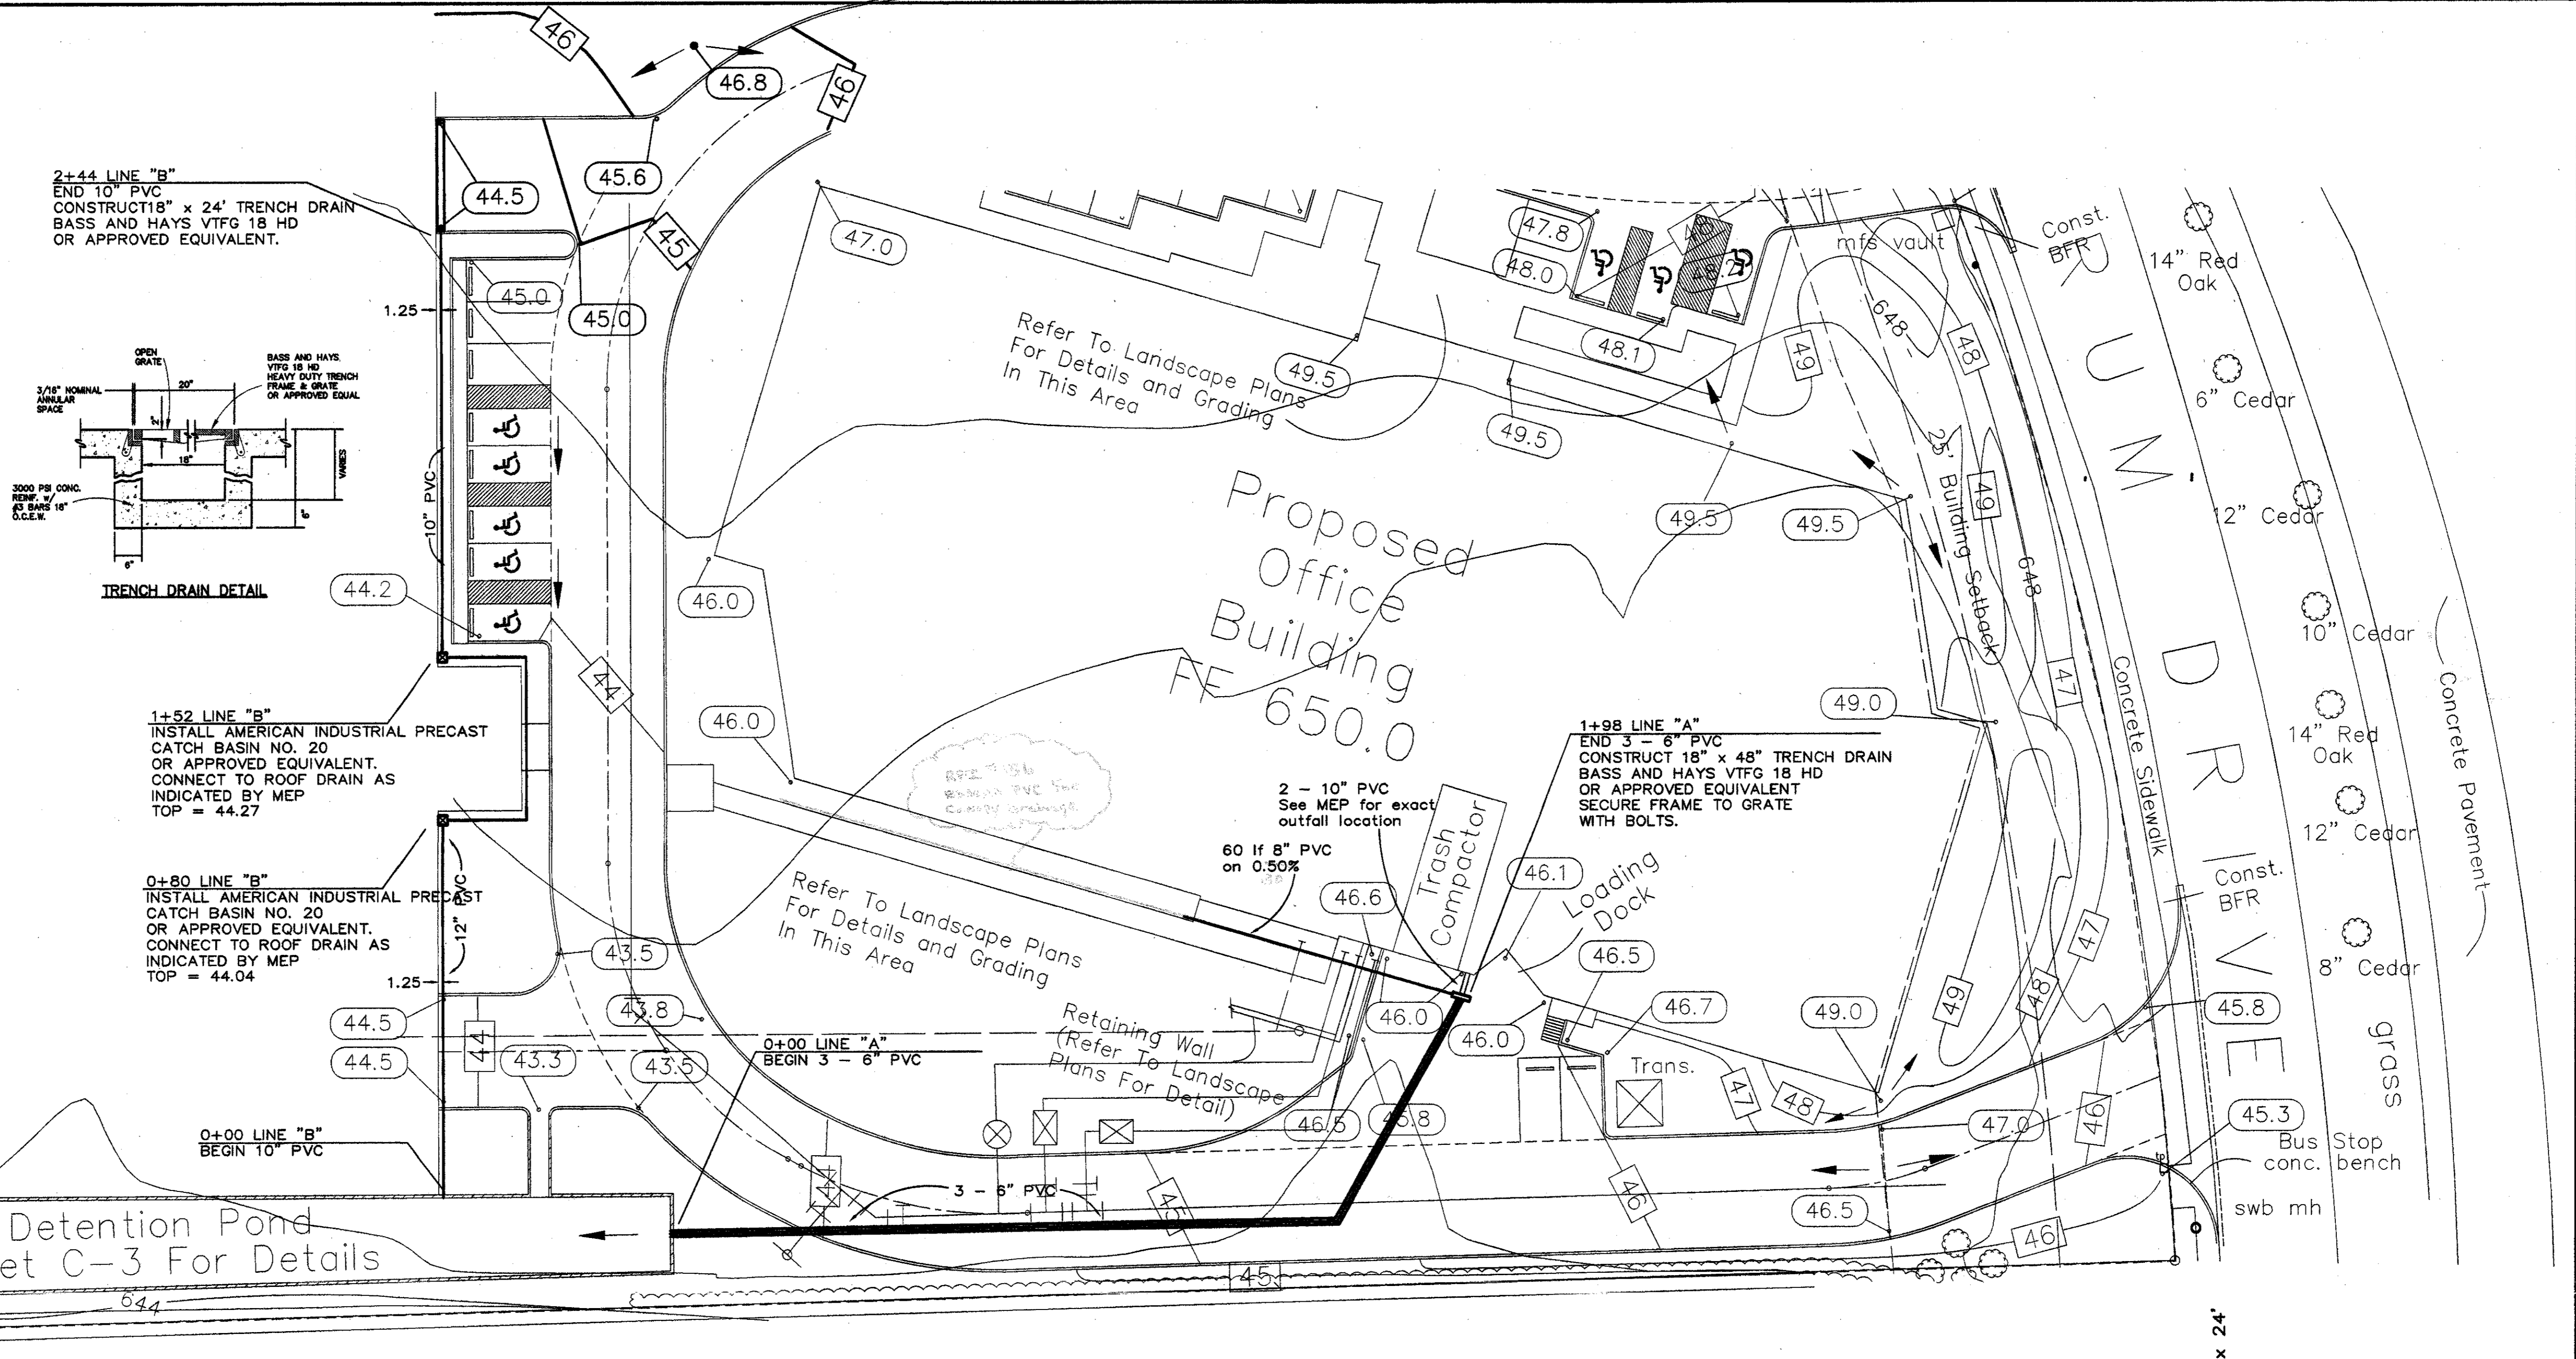 46
46.8
46
2+44 LINE "B"
END 10" PVC
CONSTRUCT18" x 24' TRENCH DRAIN
BASS AND HAYS VTFG 18 HD
OR APPROVED EQUIVALENT.
44.5
45.6
45
45.0
45.0
1.25
47.0
OPEN
GRATE
BASS AND HAYS
VTFG 18 HD
HEAVY DUTY TRENCH
FRAME & GRATE
OR APPROVED EQUAL
3/16" NOMINAL
ANNULAR
SPACE
20"
2"
18"
VARIES
3000 PSI CONC.
REINF. w/
#3 BARS 18"
O.C.E.W.
6"
6"
TRENCH DRAIN DETAIL
10" PVC
44.2
44
46.0
46.0
Refer To Landscape Plans
For Details and Grading
In This Area
49.5
49.5
47.8
48.0
48.2
48.1
49
mfs vault
648
48
Const.
BFR
RUM DRIVE
14" Red
Oak
6" Cedar
12" Cedar
10" Cedar
14" Red
Oak
12" Cedar
8" Cedar
Concrete Pavement
grass
Concrete Sidewalk
25' Building Setback
49
648
47
49.5
49.5
49.0
Proposed
Office
Building
FF 650.0
1+52 LINE "B"
INSTALL AMERICAN INDUSTRIAL PRECAST
CATCH BASIN NO. 20
OR APPROVED EQUIVALENT.
CONNECT TO ROOF DRAIN AS
INDICATED BY MEP
TOP = 44.27
0+80 LINE "B"
INSTALL AMERICAN INDUSTRIAL PRECAST
CATCH BASIN NO. 20
OR APPROVED EQUIVALENT.
CONNECT TO ROOF DRAIN AS
INDICATED BY MEP
TOP = 44.04
12" PVC
1.25
1+98 LINE "A"
END 3 - 6" PVC
CONSTRUCT 18" x 48" TRENCH DRAIN
BASS AND HAYS VTFG 18 HD
OR APPROVED EQUIVALENT
SECURE FRAME TO GRATE
WITH BOLTS.
2 - 10" PVC
See MEP for exact
outfall location
60 lf 8" PVC
on 0.50%
Trash
Compactor
Loading
Dock
46.1
46.6
46.5
46.0
46.0
46.7
Trans.
Refer To Landscape Plans
For Details and Grading
In This Area
Retaining Wall
(Refer To Landscape
Plans For Detail)
43.5
43.8
44.5
44.5
44
43.3
43.5
0+00 LINE "A"
BEGIN 3 - 6" PVC
0+00 LINE "B"
BEGIN 10" PVC
46.5
45.8
47
48
49.0
49
48
47
Const.
BFR
45.8
46
47.0
45.3
Bus Stop
conc. bench
swb mh
44
3 - 6" PVC
45
46
46.5
46
45
Detention Pond
et C-3 For Details
644
x 24'